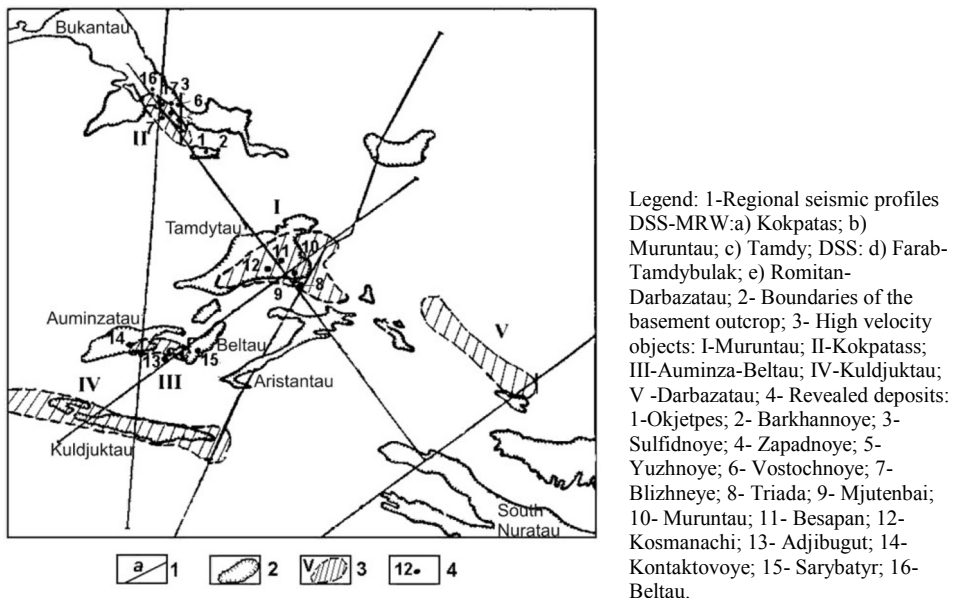 Bukantau
16
17
3
6
7
II
1
2
I
Tamdytau
11
10
12
9
8
Auminzatau
14
13
Beltau
15
III
V
Aristantau
IV
Kuldjuktau
South
Nuratau
a 1
2
V 3
12 4
Legend: 1-Regional seismic profiles
DSS-MRW:a) Kokpatas; b)
Muruntau; c) Tamdy; DSS: d) Farab-
Tamdybulak; e) Romitan-
Darbazatau; 2- Boundaries of the
basement outcrop; 3- High velocity
objects: I-Muruntau; II-Kokpatass;
III-Auminza-Beltau; IV-Kuldjuktau;
V -Darbazatau; 4- Revealed deposits:
1-Okjetpes; 2- Barkhannoye; 3-
Sulfidnoye; 4- Zapadnoye; 5-
Yuzhnoye; 6- Vostochnoye; 7-
Blizhneye; 8- Triada; 9- Mjutenbai;
10- Muruntau; 11- Besapan; 12-
Kosmanachi; 13- Adjibugut; 14-
Kontaktovoye; 15- Sarybatyr; 16-
Beltau.